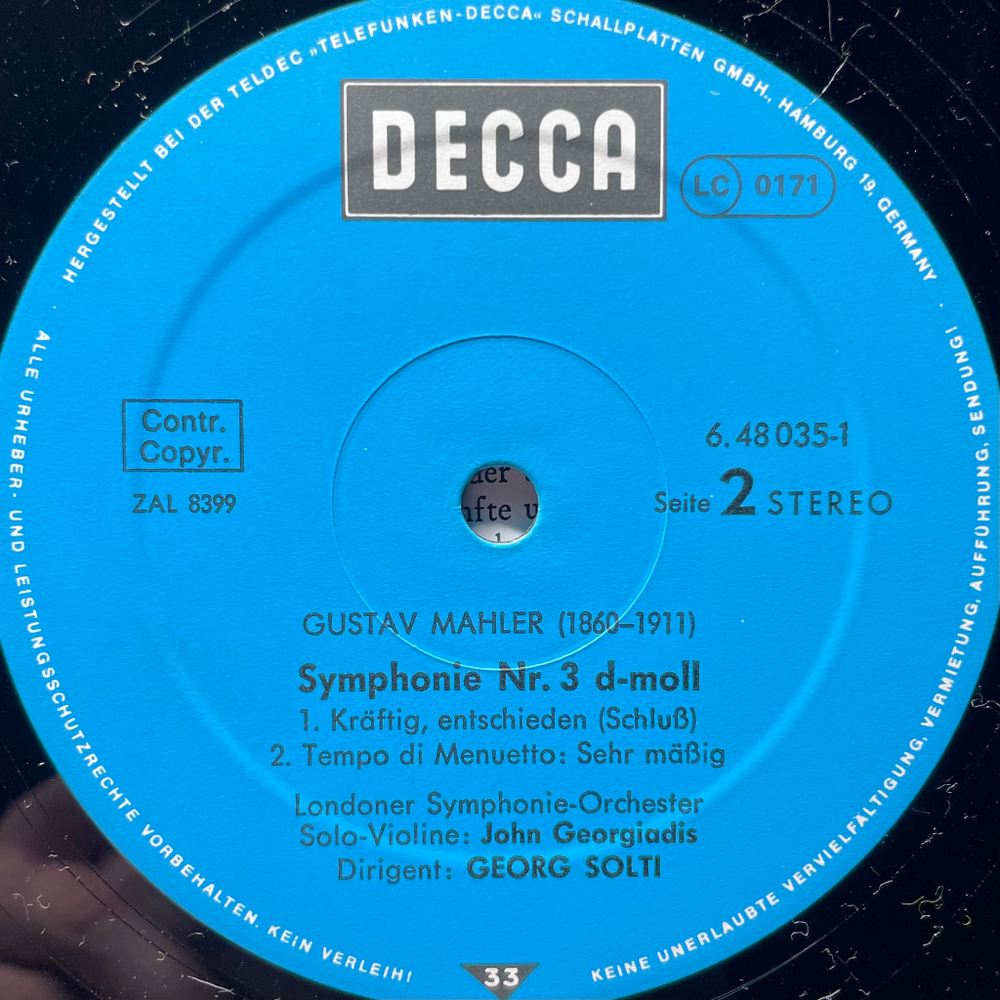 HERGESTELLT BEI DER TELDEC »TELEFUNKEN-DECCA« SCHALLPLATTEN GMBH., HAMBURG 19, GERMANY
DECCA
LC 0171
Contr.
Copyr.
ZAL 8399
6.48035-1
Seite 2 STEREO
nfte
GUSTAV MAHLER (1860–1911)
Symphonie Nr. 3 d-moll
1. Kräftig, entschieden (Schluß)
2. Tempo di Menuetto: Sehr mäßig
Londoner Symphonie-Orchester
Solo-Violine: John Georgiadis
Dirigent: GEORG SOLTI
ALLE URHEBER- UND LEISTUNGSSCHUTZRECHTE VORBEHALTEN. KEIN VERLEIH!
33
KEINE UNERLAUBTE VERVIELFÄLTIGUNG, VERMIETUNG, AUFFÜHRUNG, SENDUNG!